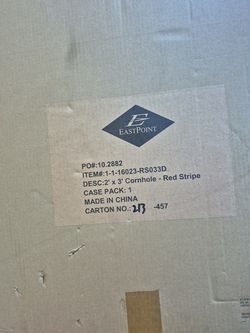 E
EASTPOINT
PO#:10.2882
ITEM#:1-1-16023-RS033D
DESC:2' x 3' Cornhole - Red Stripe
CASE PACK: 1
MADE IN CHINA
CARTON NO.: 213 -457